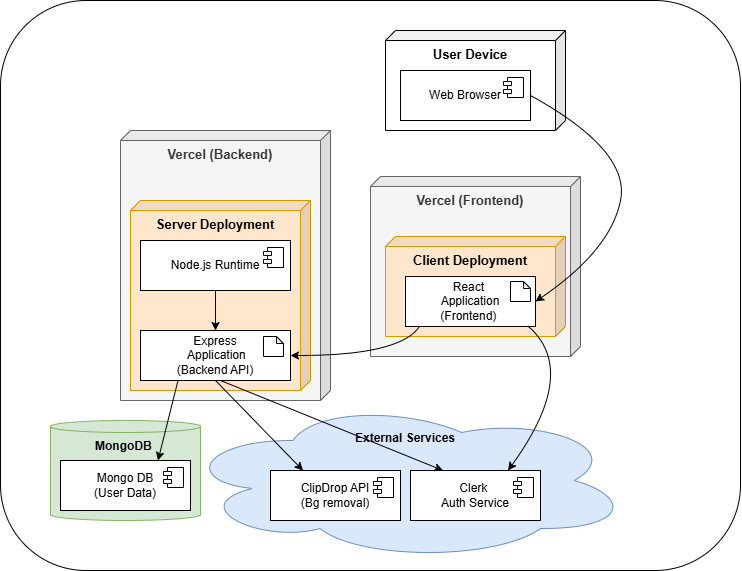 User Device
Web Browser
Vercel (Backend)
Server Deployment
Node.js Runtime
Express
Application
(Backend API)
Vercel (Frontend)
Client Deployment
React
Application
(Frontend)
MongoDB
Mongo DB
(User Data)
External Services
ClipDrop API
(Bg removal)
Clerk
Auth Service